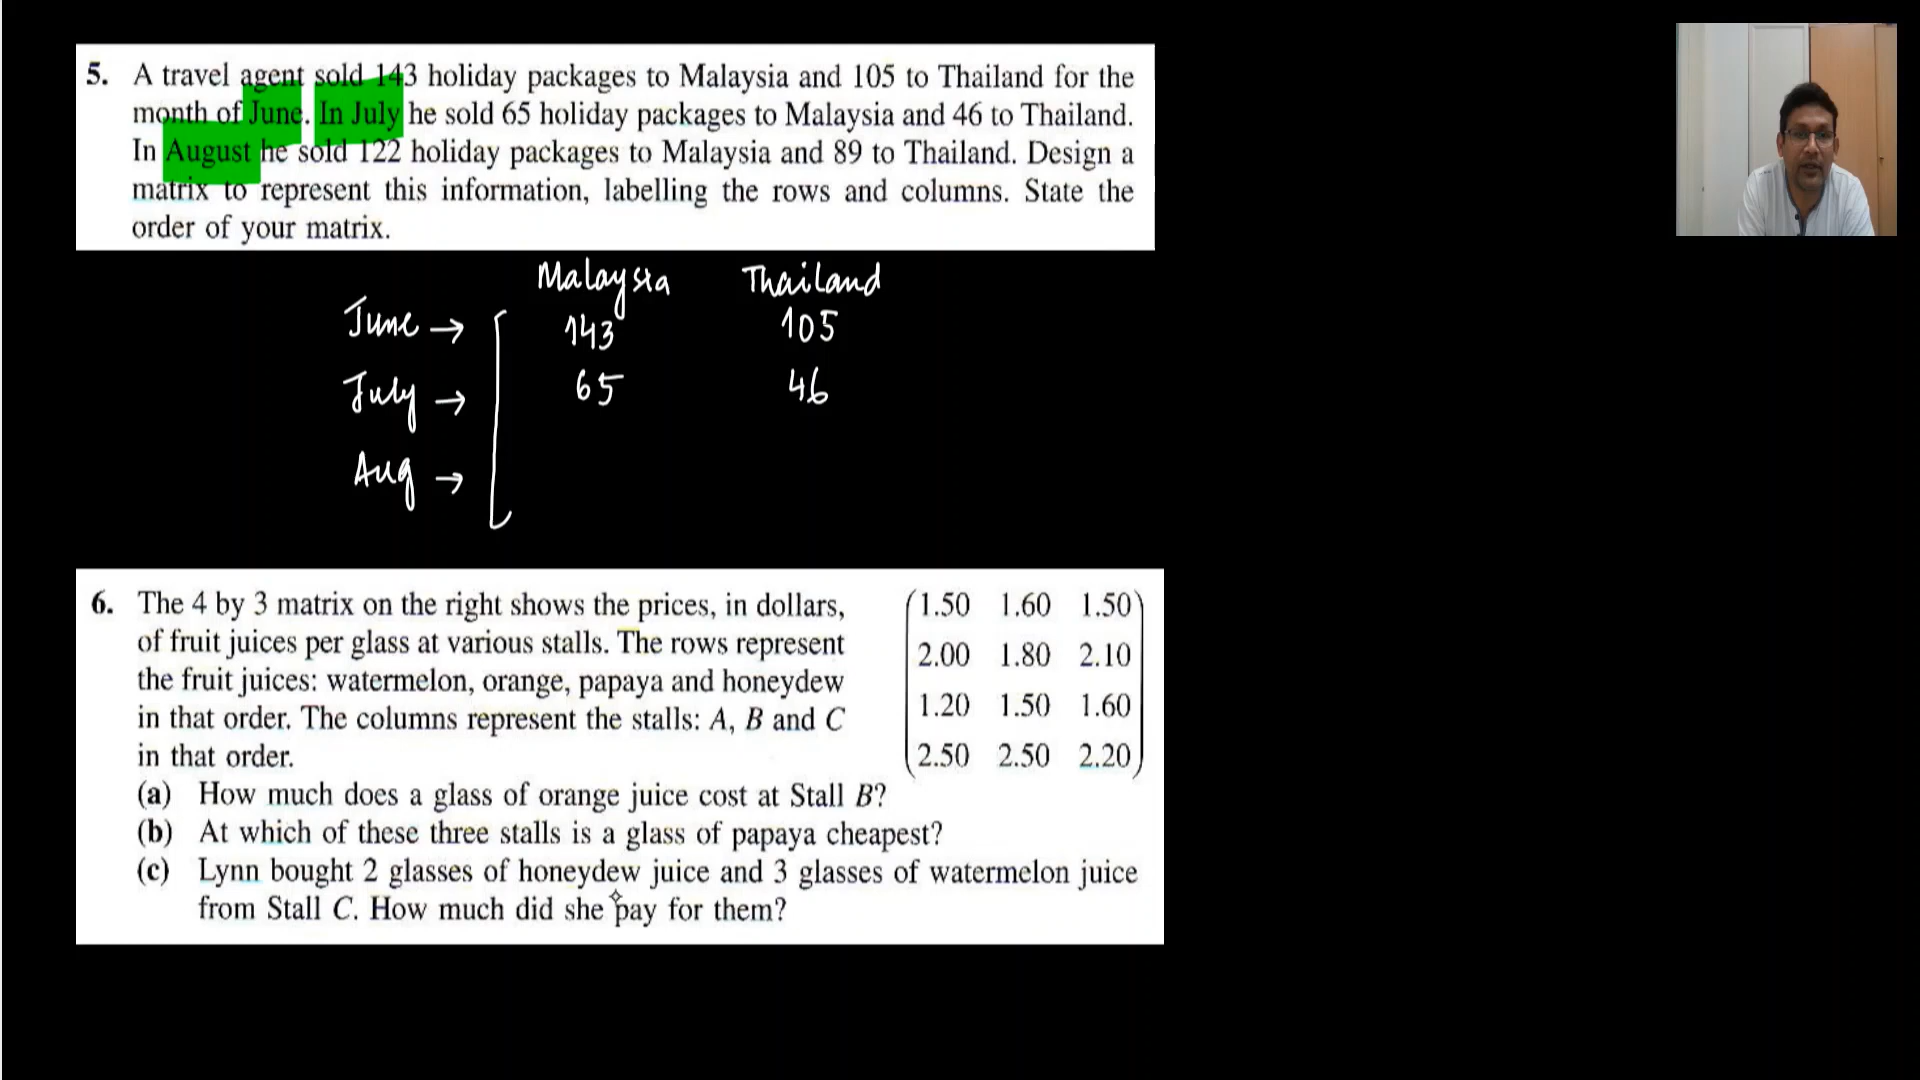 5. A travel agent sold 143 holiday packages to Malaysia and 105 to Thailand for the
month of June. In July he sold 65 holiday packages to Malaysia and 46 to Thailand.
In August he sold 122 holiday packages to Malaysia and 89 to Thailand. Design a
matrix to represent this information, labelling the rows and columns. State the
order of your matrix.
Malaysia Thailand
June → 143 105
July → 65 46
Aug →
6. The 4 by 3 matrix on the right shows the prices, in dollars,
of fruit juices per glass at various stalls. The rows represent
the fruit juices: watermelon, orange, papaya and honeydew
in that order. The columns represent the stalls: A, B and C
in that order.
1.50 1.60 1.50
2.00 1.80 2.10
1.20 1.50 1.60
2.50 2.50 2.20
(a) How much does a glass of orange juice cost at Stall B?
(b) At which of these three stalls is a glass of papaya cheapest?
(c) Lynn bought 2 glasses of honeydew juice and 3 glasses of watermelon juice
from Stall C. How much did she pay for them?